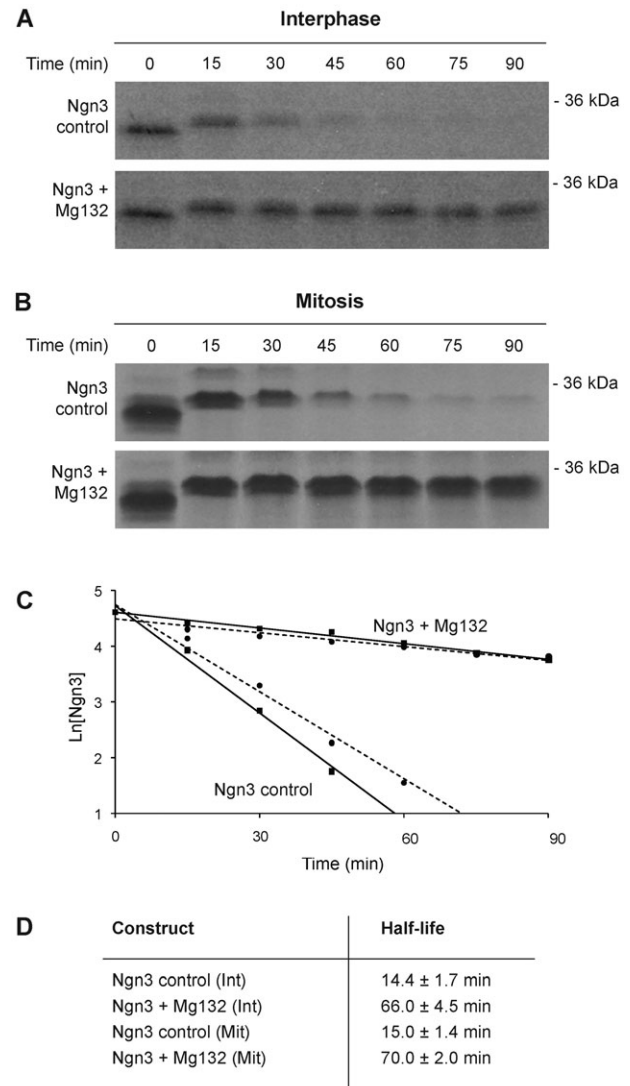 A
Interphase
Time (min) 0 15 30 45 60 75 90
Ngn3
control
- 36 kDa
Ngn3 +
Mg132
- 36 kDa
B
Mitosis
Time (min) 0 15 30 45 60 75 90
Ngn3
control
- 36 kDa
Ngn3 +
Mg132
- 36 kDa
C
5
4
3
2
1
Ln[Ngn3]
Ngn3 + Mg132
Ngn3 control
0 30 60 90
Time (min)
D
Construct Half-life
Ngn3 control (Int) 14.4 ± 1.7 min
Ngn3 + Mg132 (Int) 66.0 ± 4.5 min
Ngn3 control (Mit) 15.0 ± 1.4 min
Ngn3 + Mg132 (Mit) 70.0 ± 2.0 min